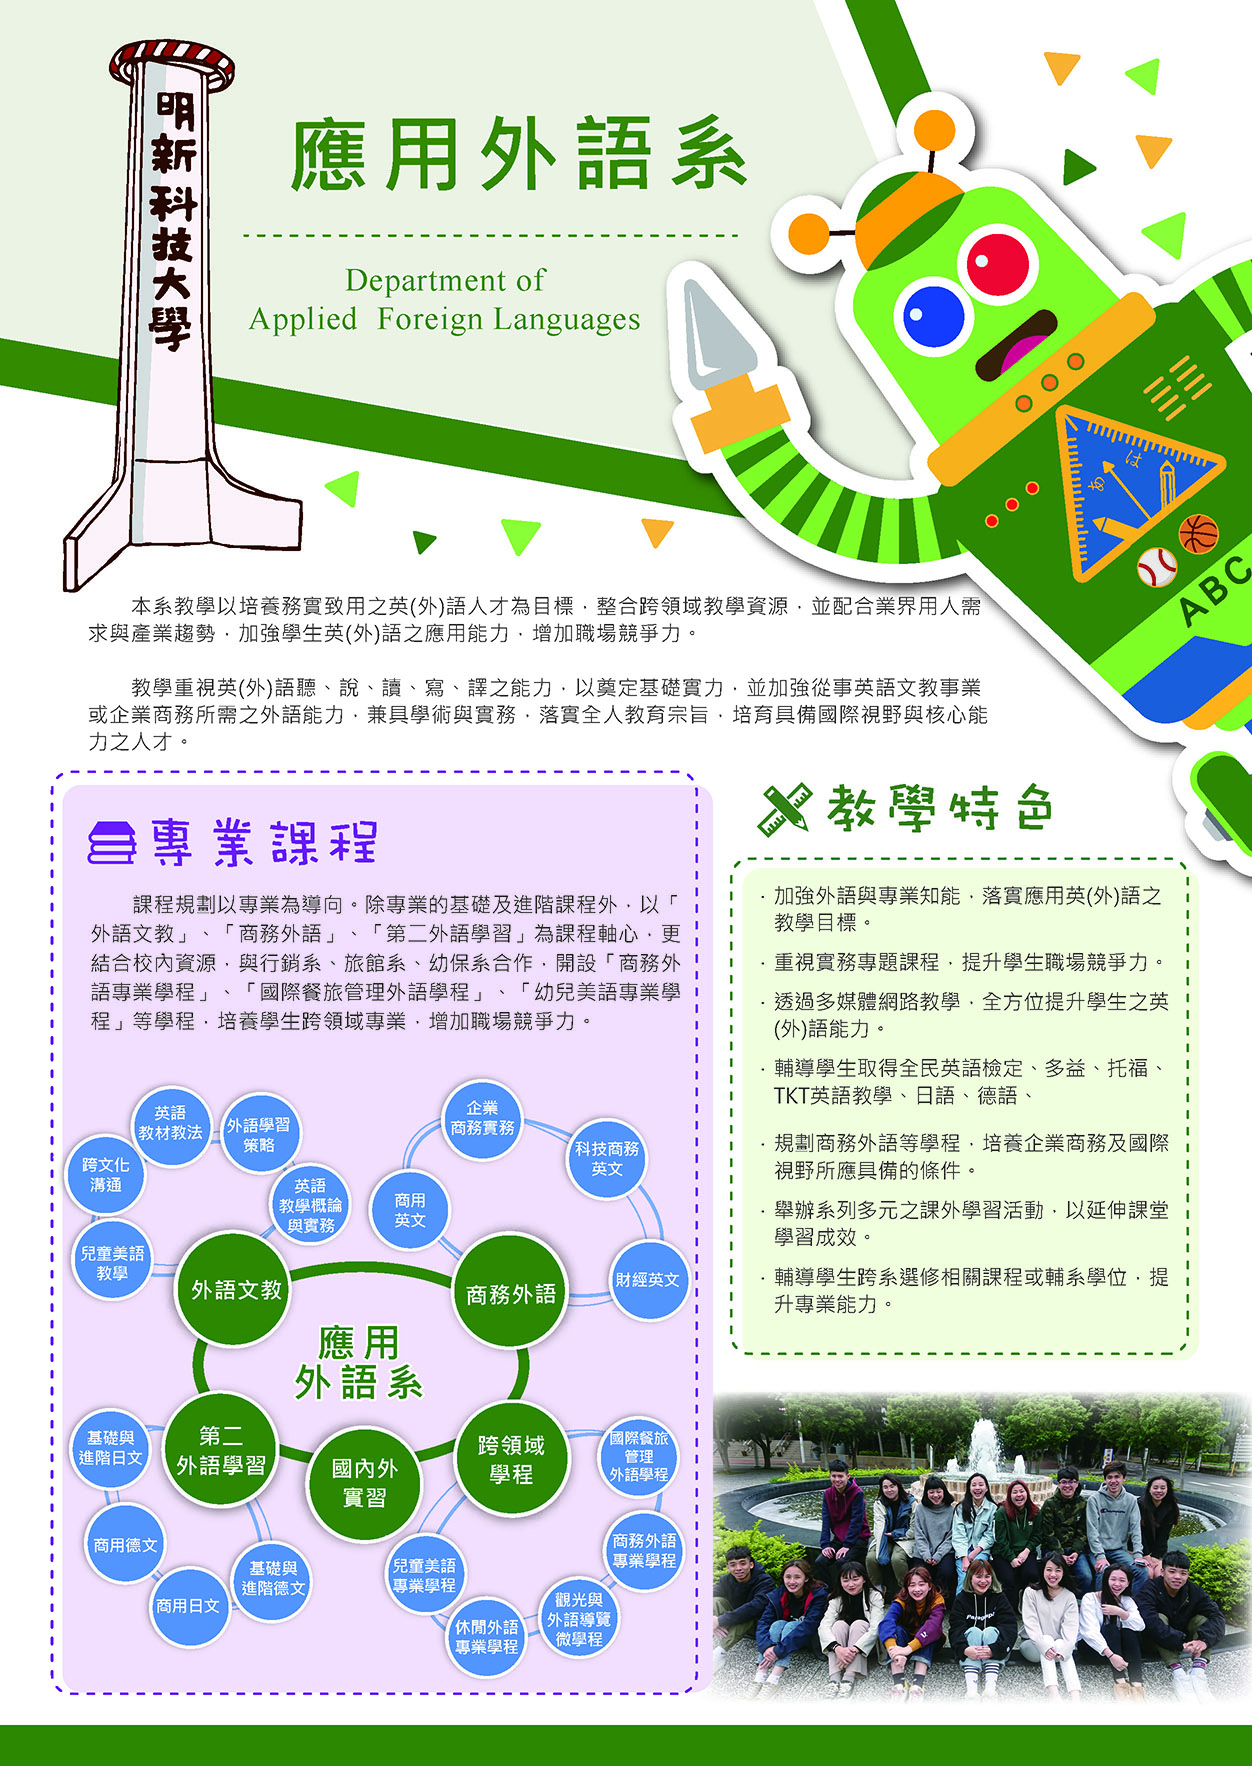 明新科技大學
應用外語系
Department of
Applied Foreign Languages
あ
は
ABC
本系教學以培養務實致用之英(外)語人才為目標，整合跨領域教學資源，並配合業界用人需
求與產業趨勢，加強學生英(外)語之應用能力，增加職場競爭力。
教學重視英(外)語聽、說、讀、寫、譯之能力，以奠定基礎實力，並加強從事英語文教事業
或企業商務所需之外語能力，兼具學術與實務，落實全人教育宗旨，培育具備國際視野與核心能
力之人才。
專業課程
課程規劃以專業為導向。除專業的基礎及進階課程外，以「
外語文教」、「商務外語」、「第二外語學習」為課程軸心，更
結合校內資源，與行銷系、旅館系、幼保系合作，開設「商務外
語專業學程」、「國際餐旅管理外語學程」、「幼兒美語專業學
程」等學程，培養學生跨領域專業，增加職場競爭力。
英語
教材教法
外語學習
策略
跨文化
溝通
英語
教學概論
與實務
兒童美語
教學
外語文教
企業
商務實務
科技商務
英文
商用
英文
財經英文
商務外語
應用
外語系
第二
外語學習
國內外
實習
跨領域
學程
基礎與
進階日文
商用德文
商用日文
基礎與
進階德文
國際餐旅
管理
外語學程
商務外語
專業學程
兒童美語
專業學程
休閒外語
專業學程
觀光與
外語導覽
微學程
教學特色
·加強外語與專業知能，落實應用英(外)語之
教學目標。
·重視實務專題課程，提升學生職場競爭力。
·透過多媒體網路教學，全方位提升學生之英
(外)語能力。
·輔導學生取得全民英語檢定、多益、托福、
TKT英語教學、日語、德語、
·規劃商務外語等學程，培養企業商務及國際
視野所應具備的條件。
·舉辦系列多元之課外學習活動，以延伸課堂
學習成效。
·輔導學生跨系選修相關課程或輔系學位，提
升專業能力。